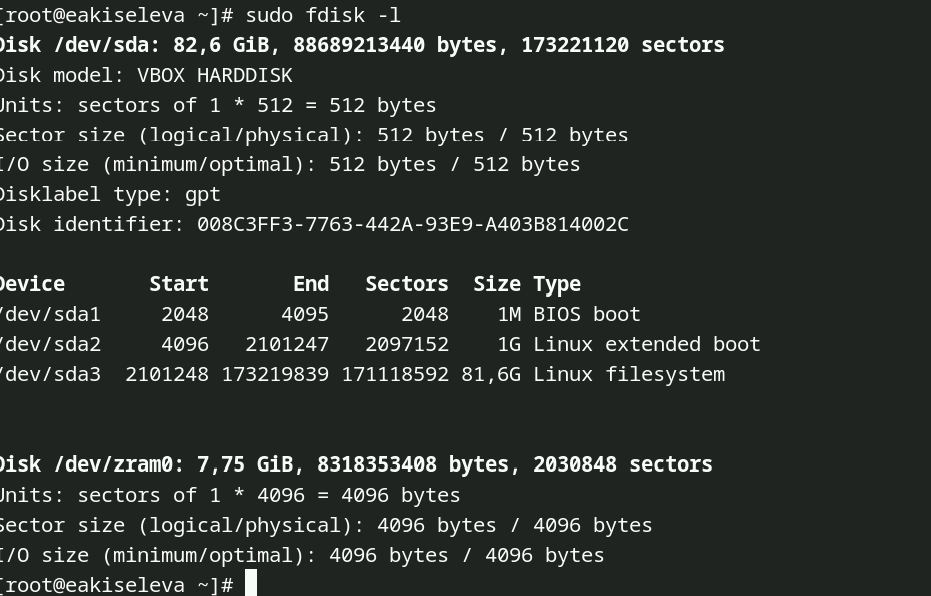 [root@eakiseleva ~]# sudo fdisk -l
Disk /dev/sda: 82,6 GiB, 88689213440 bytes, 173221120 sectors
Disk model: VBOX HARDDISK
Units: sectors of 1 * 512 = 512 bytes
Sector size (logical/physical): 512 bytes / 512 bytes
I/O size (minimum/optimal): 512 bytes / 512 bytes
Disklabel type: gpt
Disk identifier: 008C3FF3-7763-442A-93E9-A403B814002C
Device       Start       End   Sectors  Size Type
/dev/sda1     2048      4095      2048    1M BIOS boot
/dev/sda2     4096   2101247   2097152    1G Linux extended boot
/dev/sda3  2101248 173219839 171118592 81,6G Linux filesystem
Disk /dev/zram0: 7,75 GiB, 8318353408 bytes, 2030848 sectors
Units: sectors of 1 * 4096 = 4096 bytes
Sector size (logical/physical): 4096 bytes / 4096 bytes
I/O size (minimum/optimal): 4096 bytes / 4096 bytes
[root@eakiseleva ~]#